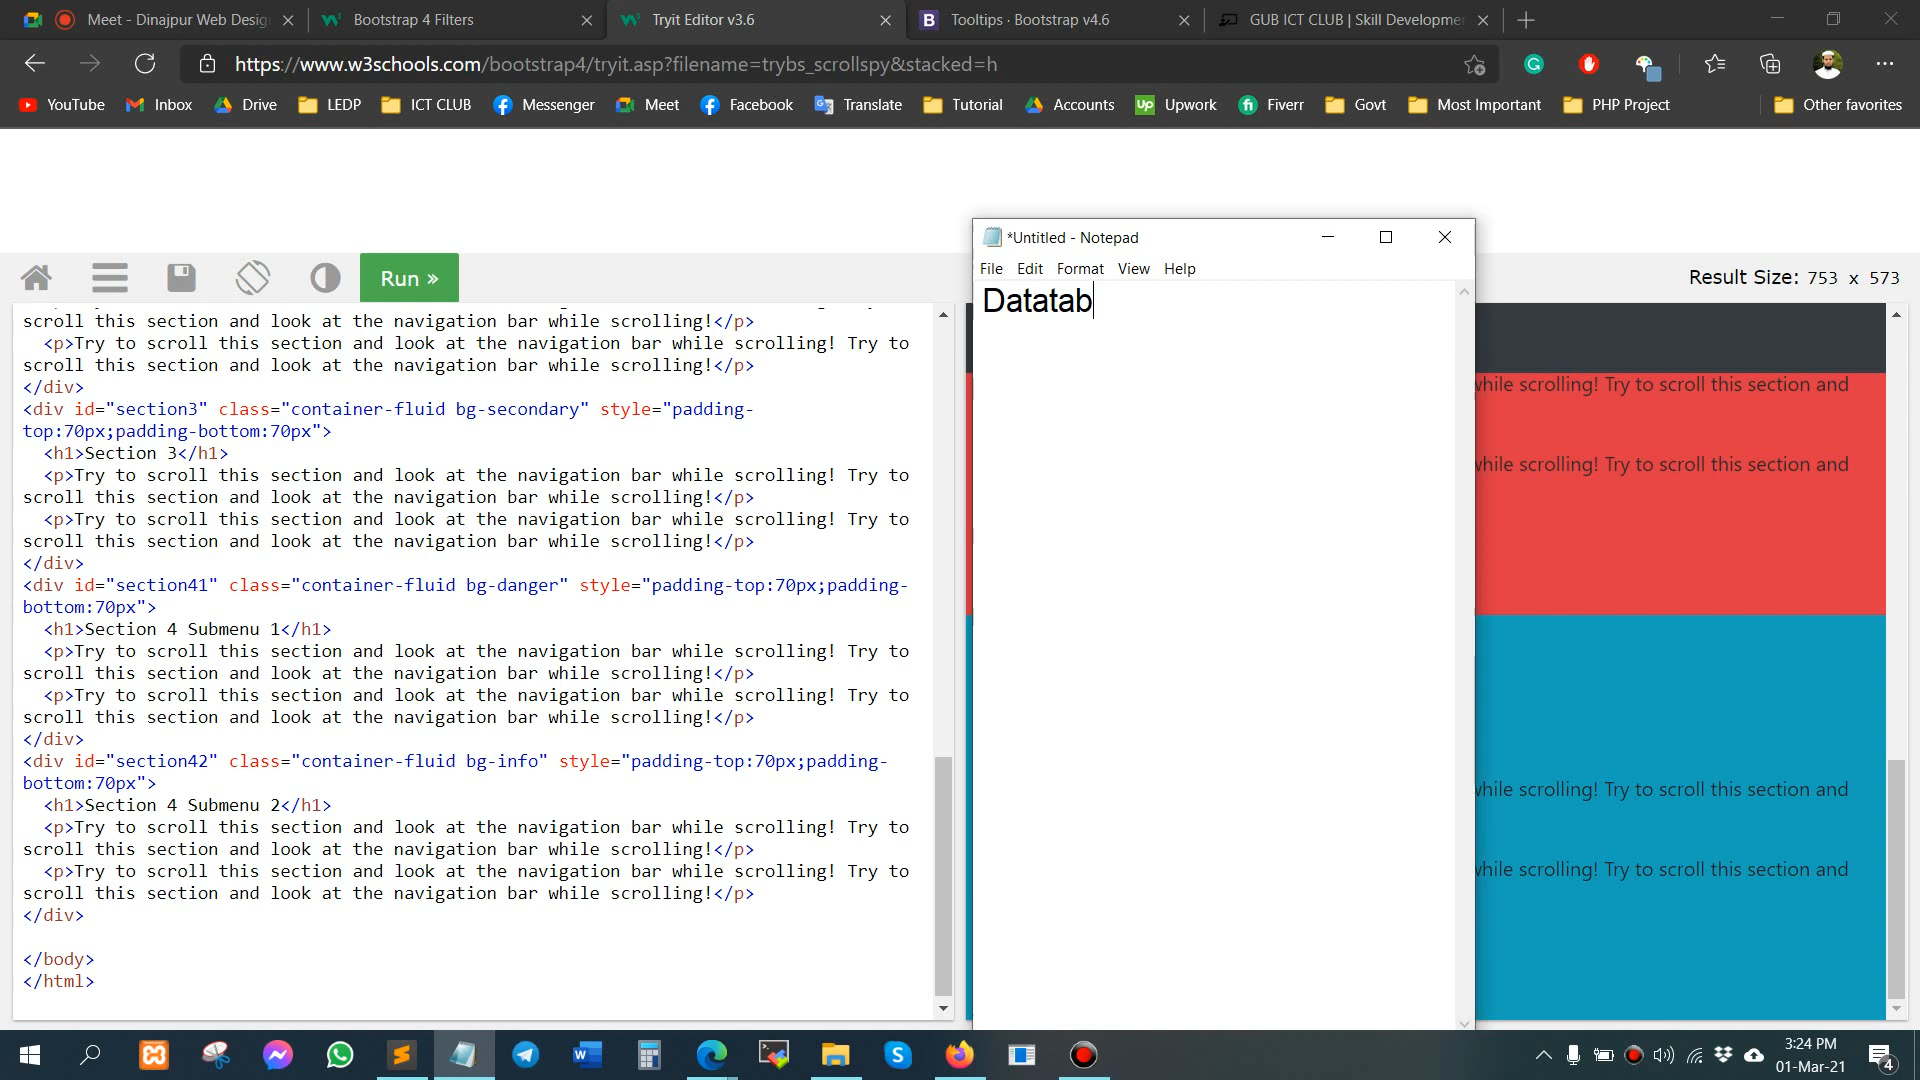 Meet - Dinajpur Web Desig
Bootstrap 4 Filters
Tryit Editor v3.6
B Tooltips · Bootstrap v4.6
GUB ICT CLUB | Skill Developme
https://www.w3schools.com/bootstrap4/tryit.asp?filename=trybs_scrollspy&stacked=h
YouTube
Inbox
Drive
LEDP
ICT CLUB
Messenger
Meet
Facebook
Translate
Tutorial
Accounts
Up Upwork
fi Fiverr
Govt
Most Important
PHP Project
Other favorites
Run »
Result Size: 753 x 573
scroll this section and look at the navigation bar while scrolling!</p>
<p>Try to scroll this section and look at the navigation bar while scrolling! Try to
scroll this section and look at the navigation bar while scrolling!</p>
</div>
<div id="section3" class="container-fluid bg-secondary" style="padding-
top:70px;padding-bottom:70px">
<h1>Section 3</h1>
<p>Try to scroll this section and look at the navigation bar while scrolling! Try to
scroll this section and look at the navigation bar while scrolling!</p>
<p>Try to scroll this section and look at the navigation bar while scrolling! Try to
scroll this section and look at the navigation bar while scrolling!</p>
</div>
<div id="section41" class="container-fluid bg-danger" style="padding-top:70px;padding-
bottom:70px">
<h1>Section 4 Submenu 1</h1>
<p>Try to scroll this section and look at the navigation bar while scrolling! Try to
scroll this section and look at the navigation bar while scrolling!</p>
<p>Try to scroll this section and look at the navigation bar while scrolling! Try to
scroll this section and look at the navigation bar while scrolling!</p>
</div>
<div id="section42" class="container-fluid bg-info" style="padding-top:70px;padding-
bottom:70px">
<h1>Section 4 Submenu 2</h1>
<p>Try to scroll this section and look at the navigation bar while scrolling! Try to
scroll this section and look at the navigation bar while scrolling!</p>
<p>Try to scroll this section and look at the navigation bar while scrolling! Try to
scroll this section and look at the navigation bar while scrolling!</p>
</div>
</body>
</html>
*Untitled - Notepad
File Edit Format View Help
Datatab
while scrolling! Try to scroll this section and
while scrolling! Try to scroll this section and
while scrolling! Try to scroll this section and
while scrolling! Try to scroll this section and
3:24 PM
01-Mar-21
4